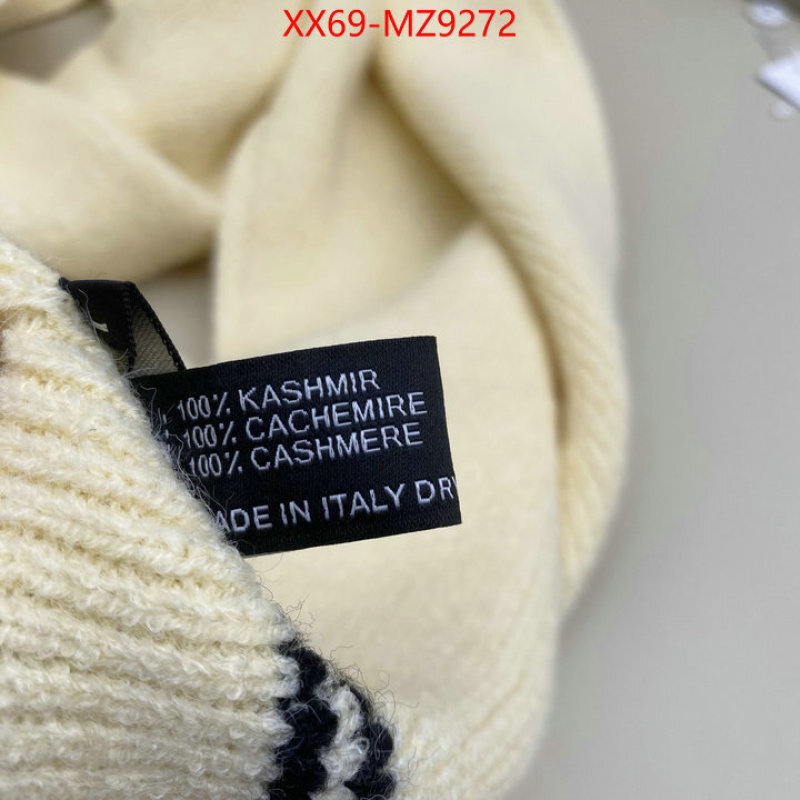 XX69-MZ9272
100% KASHMIR
100% CACHEMIRE
100% CASHMERE
ADE IN ITALY DRY